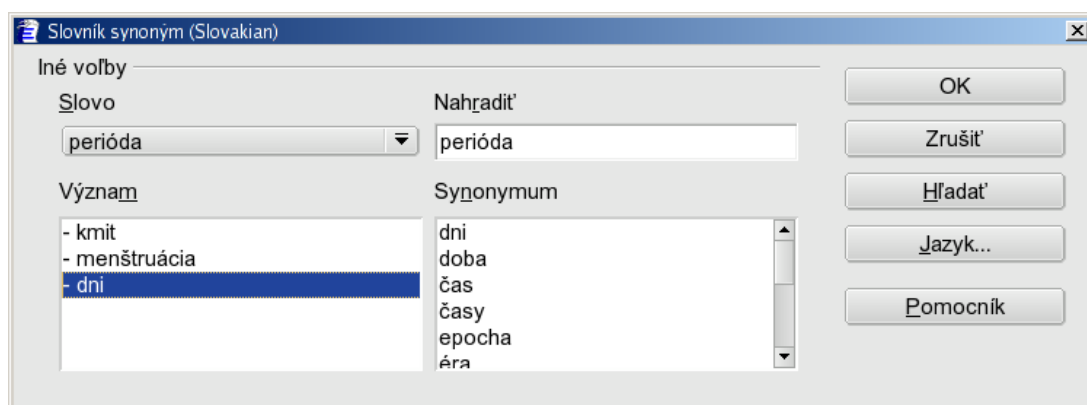 Slovník synoným (Slovakian)
Iné voľby
Slovo
Nahradiť
perióda
perióda
Význam
Synonymum
- kmit
- menštruácia
- dni
dni
doba
čas
časy
epocha
éra
OK
Zrušiť
Hľadať
Jazyk...
Pomocník